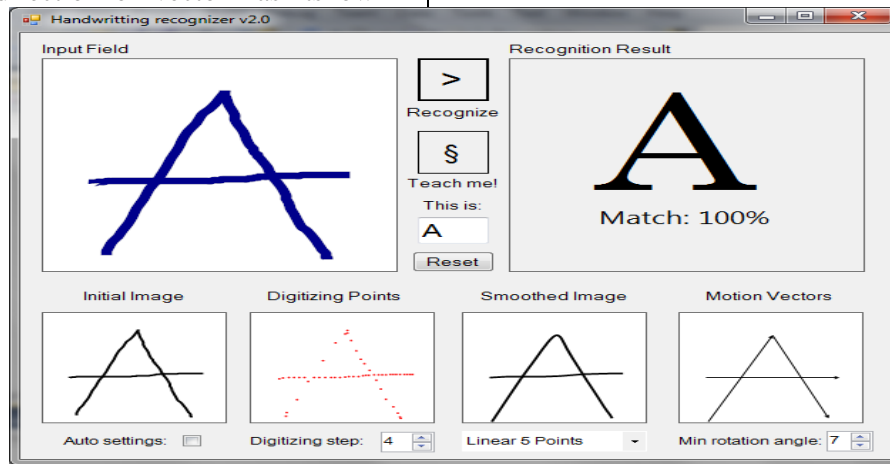 Handwritting recognizer v2.0
Input Field
Recognition Result
A
>
Recognize
§
Teach me!
This is:
A
Reset
A
Match: 100%
Initial Image
Digitizing Points
Smoothed Image
Motion Vectors
A
A
A
A
Auto settings:
Digitizing step: 4
Linear 5 Points
Min rotation angle: 7